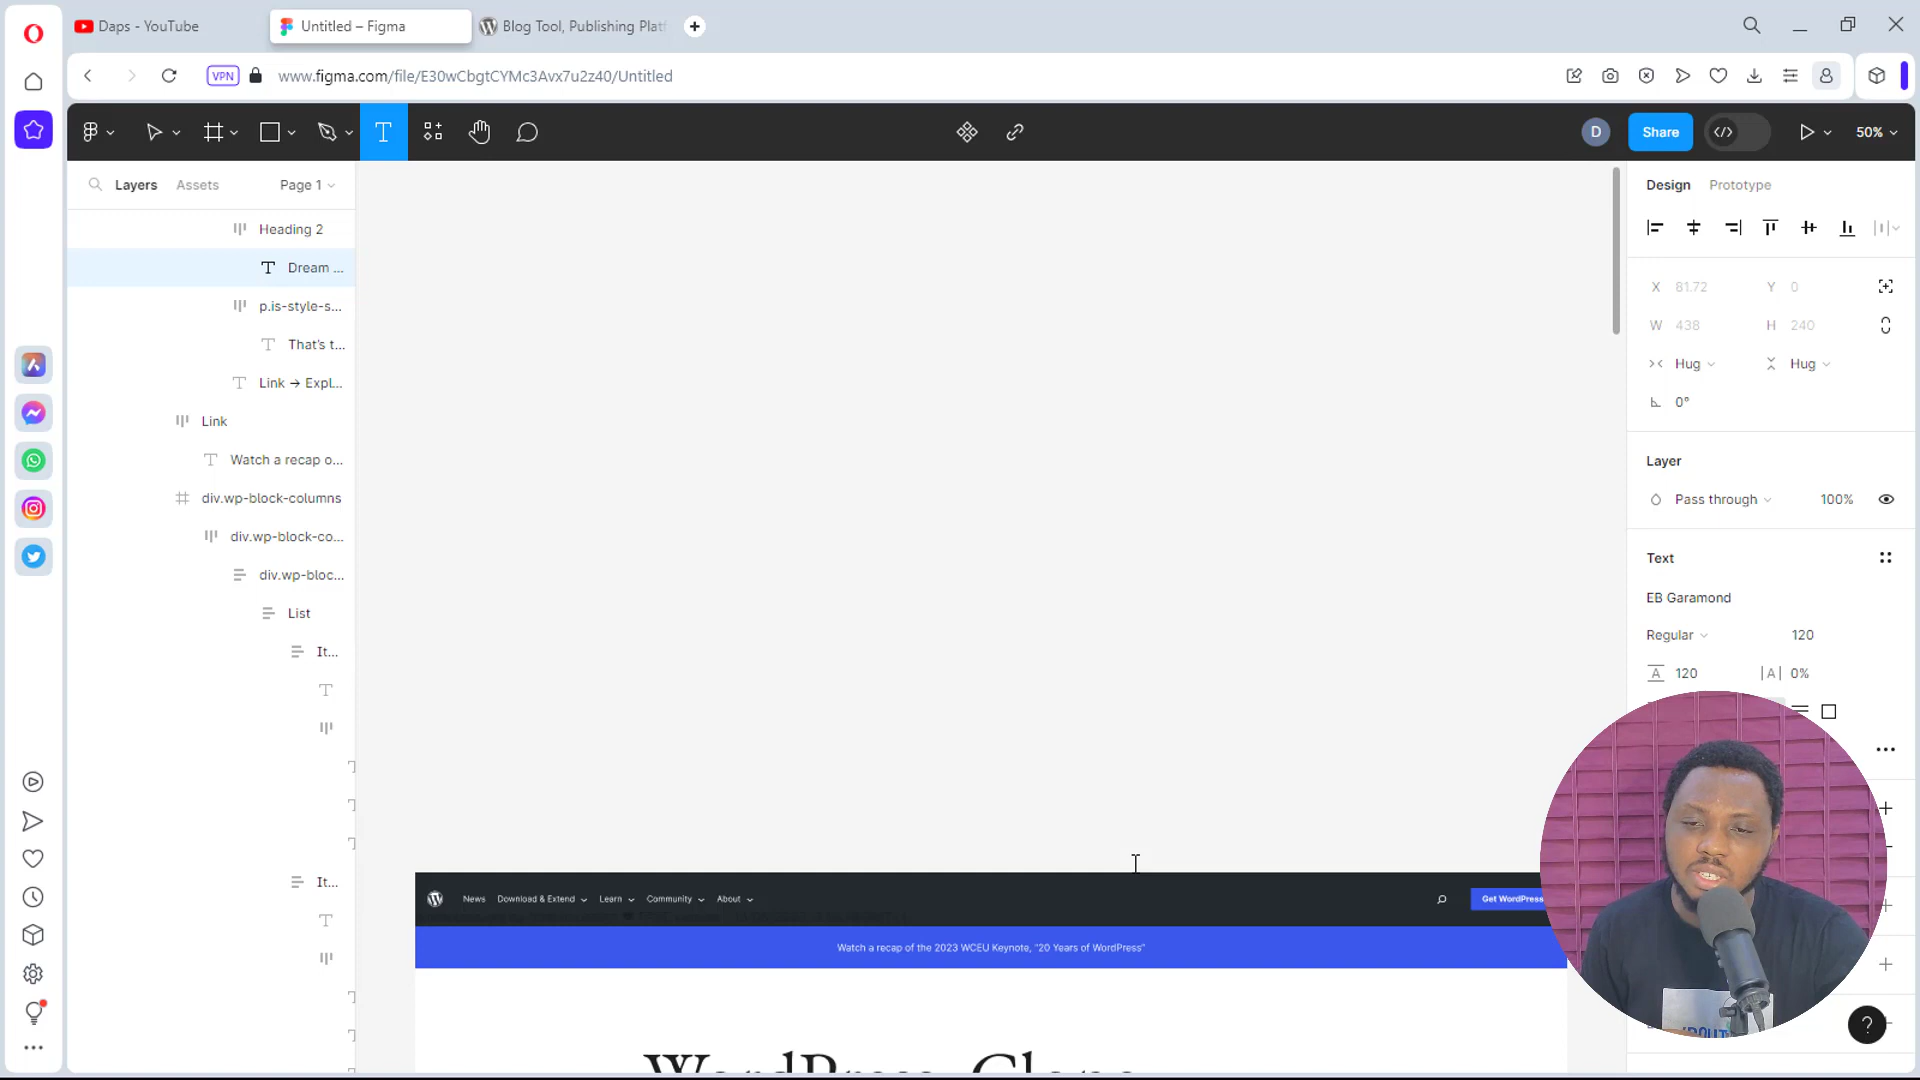 Daps - YouTube
Untitled – Figma
Blog Tool, Publishing Platf
VPN
www.figma.com/file/E30wCbgtCYMc3Avx7u2z40/Untitled
D
Share
50%
Layers
Assets
Page 1
Design
Prototype
Heading 2
Dream ...
p.is-style-s...
That's t...
Link → Expl...
Link
Watch a recap o...
div.wp-block-columns
div.wp-block-co...
div.wp-bloc...
List
It...
It...
X 81.72
Y 0
W 438
H 240
Hug
Hug
0°
Layer
Pass through
100%
Text
EB Garamond
Regular
120
120
0%
News
Download & Extend
Learn
Community
About
Get WordPress
Watch a recap of the 2023 WCEU Keynote, "20 Years of WordPress"
WordPress Clone